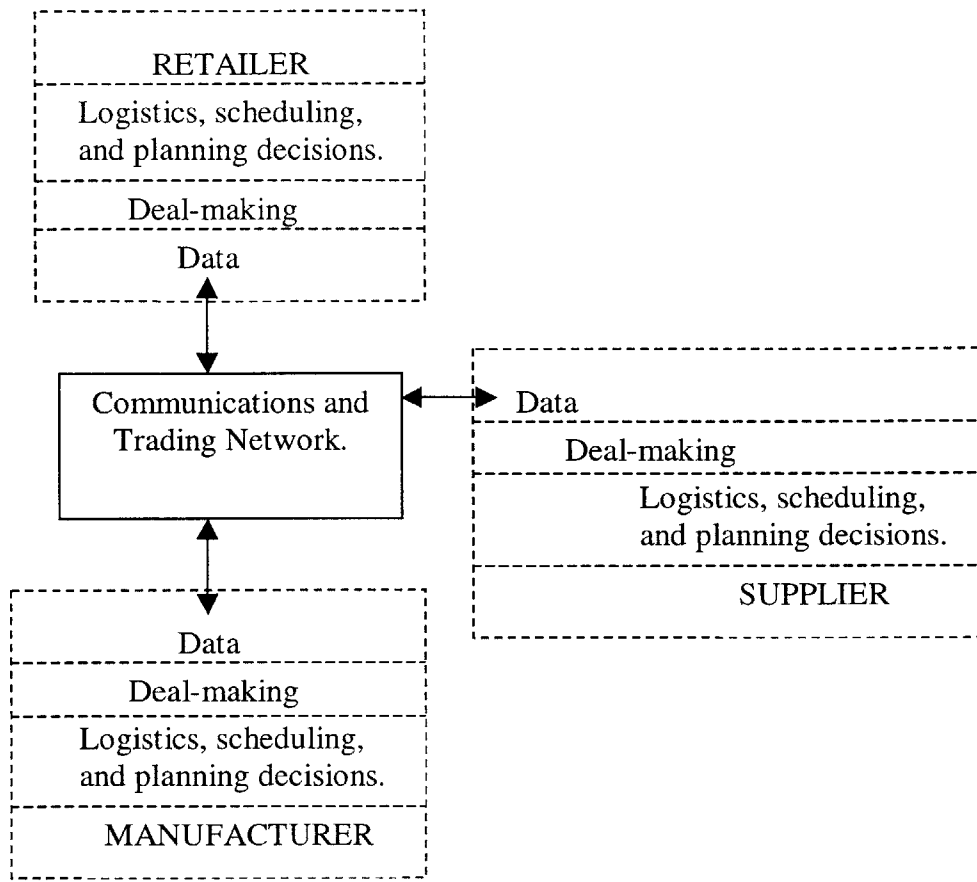 RETAILER
Logistics, scheduling,
and planning decisions.
Deal-making
Data
Communications and
Trading Network.
Data
Deal-making
Logistics, scheduling,
and planning decisions.
SUPPLIER
Data
Deal-making
Logistics, scheduling,
and planning decisions.
MANUFACTURER